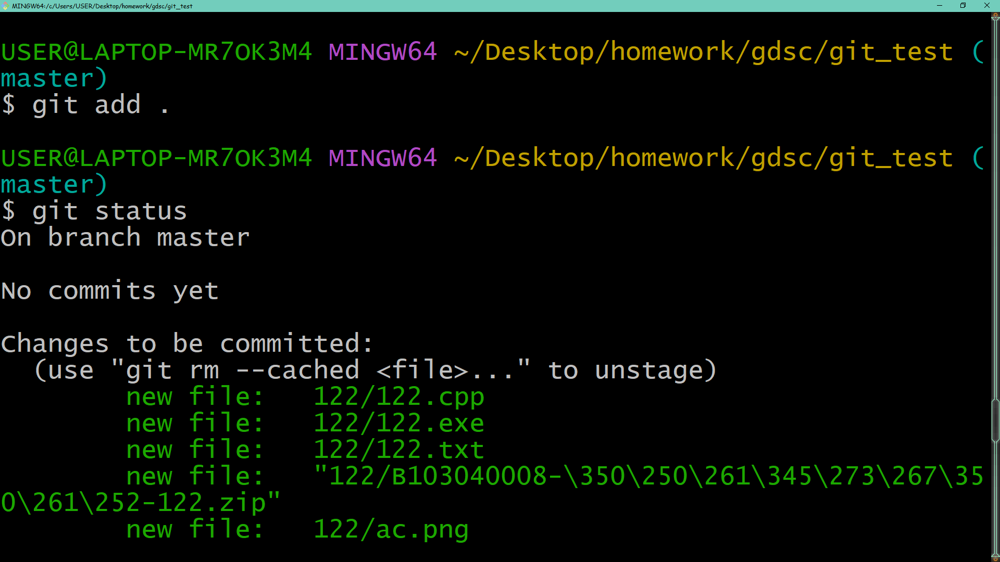 MINGW64:/c/Users/USER/Desktop/homework/gdsc/git_test
USER@LAPTOP-MR7OK3M4 MINGW64 ~/Desktop/homework/gdsc/git_test (
master)
$ git add .
USER@LAPTOP-MR7OK3M4 MINGW64 ~/Desktop/homework/gdsc/git_test (
master)
$ git status
On branch master
No commits yet
Changes to be committed:
  (use "git rm --cached <file>..." to unstage)
        new file:   122/122.cpp
        new file:   122/122.exe
        new file:   122/122.txt
        new file:   "122/B103040008-\350\250\261\345\273\267\35
0\261\252-122.zip"
        new file:   122/ac.png